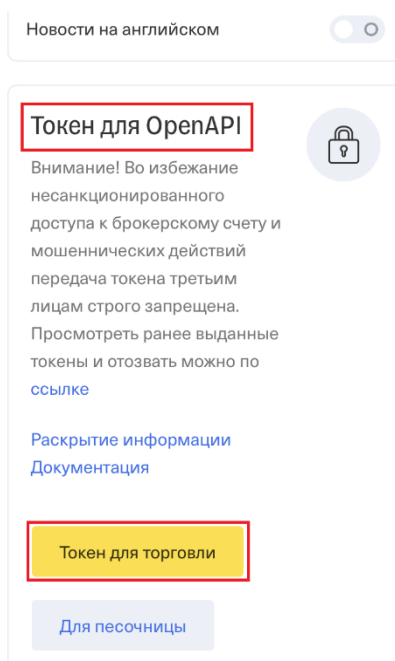 Новости на английском
Токен для OpenAPI
Внимание! Во избежание
несанкционированного
доступа к брокерскому счету и
мошеннических действий
передача токена третьим
лицам строго запрещена.
Просмотреть ранее выданные
токены и отозвать можно по
ссылке
Раскрытие информации
Документация
Токен для торговли
Для песочницы